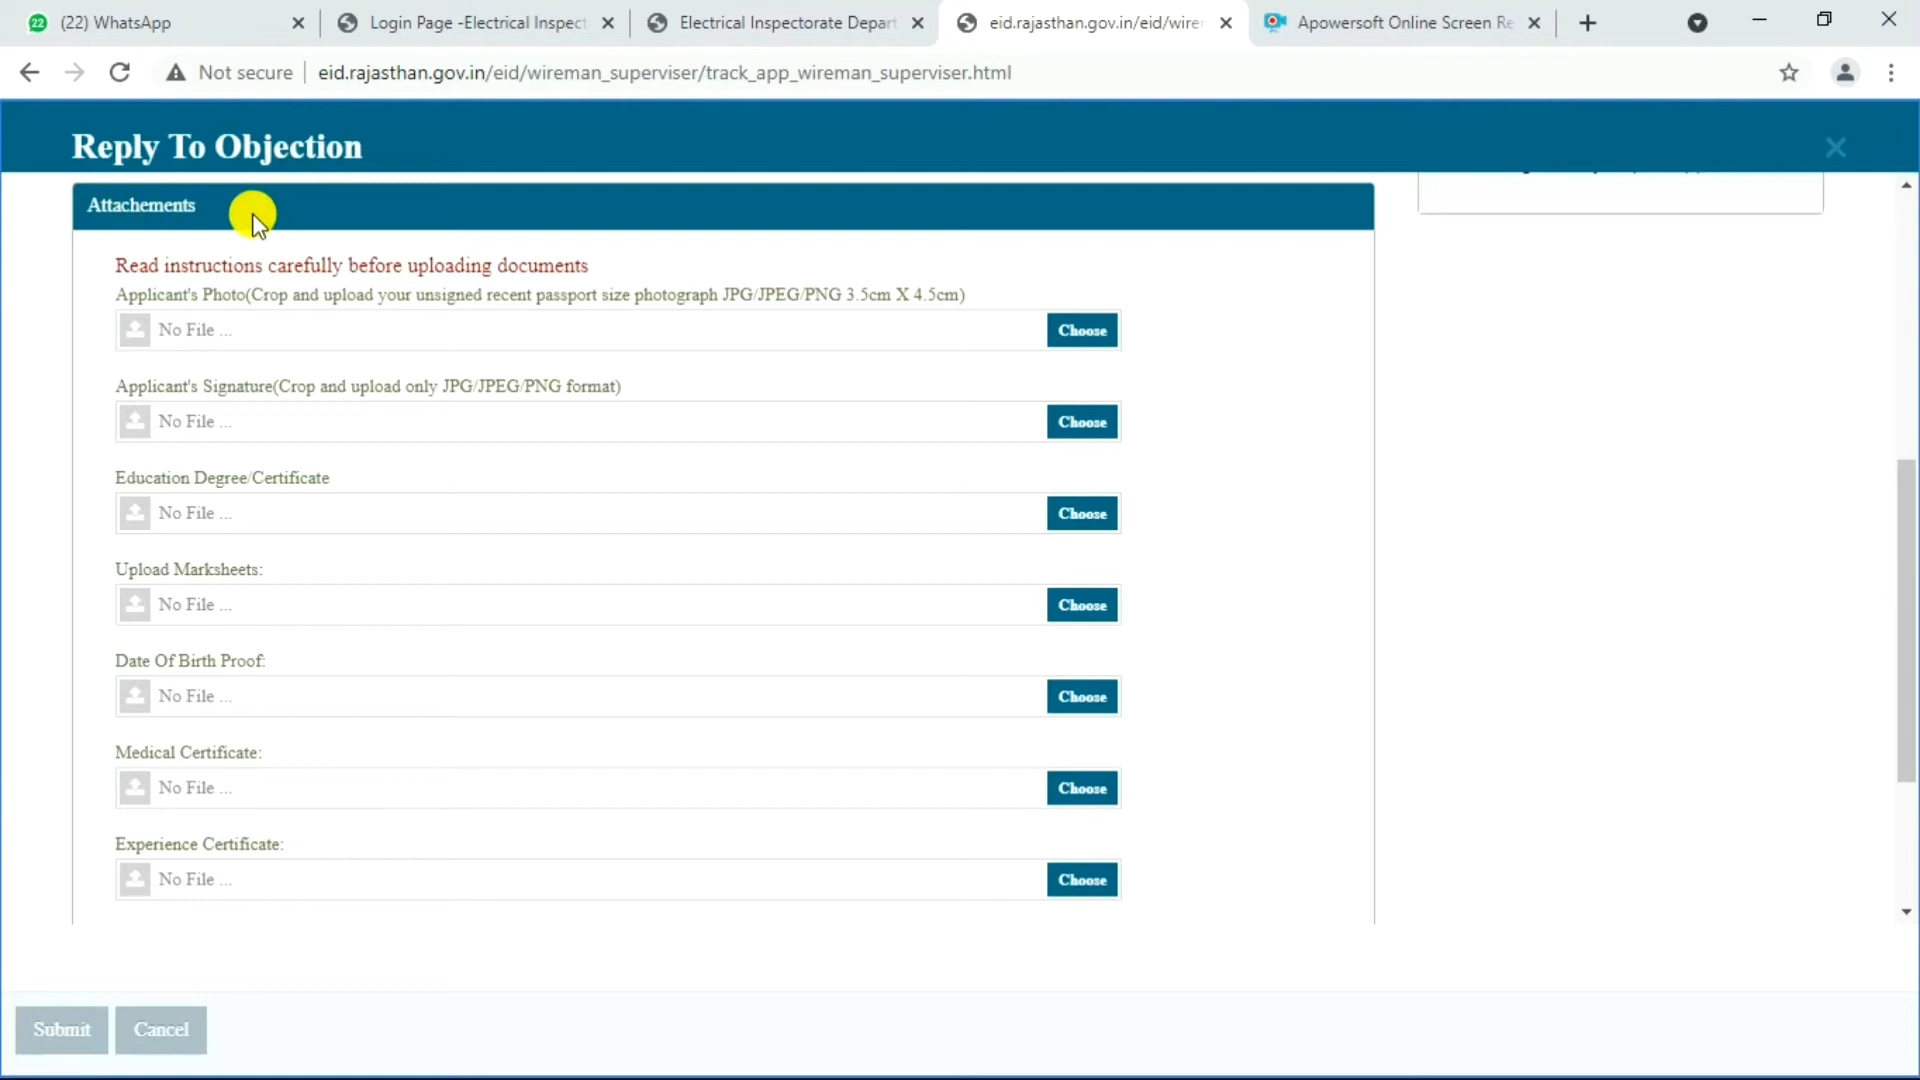 22 (22) WhatsApp
Login Page -Electrical Inspect
Electrical Inspectorate Depart
eid.rajasthan.gov.in/eid/wirer
Apowersoft Online Screen Re
Not secure
eid.rajasthan.gov.in/eid/wireman_superviser/track_app_wireman_superviser.html
Reply To Objection
Attachements
Read instructions carefully before uploading documents
Applicant's Photo(Crop and upload your unsigned recent passport size photograph JPG/JPEG/PNG 3.5cm X 4.5cm)
No File ...
Choose
Applicant's Signature(Crop and upload only JPG/JPEG/PNG format)
No File ...
Choose
Education Degree/Certificate
No File ...
Choose
Upload Marksheets:
No File ...
Choose
Date Of Birth Proof:
No File ...
Choose
Medical Certificate:
No File ...
Choose
Experience Certificate:
No File ...
Choose
Submit
Cancel